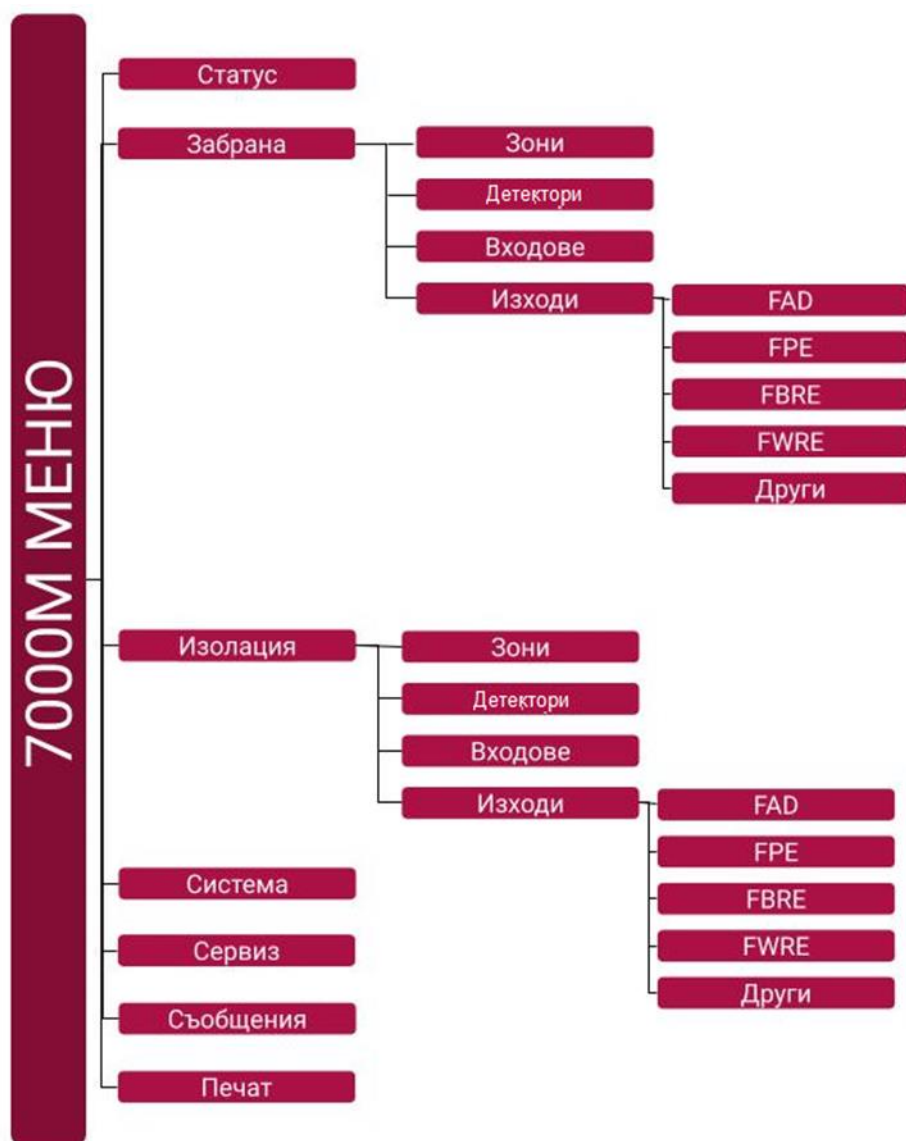 7000М МЕНЮ
Статус
Забрана
Зони
Детектори
Входове
Изходи
FAD
FPE
FBRE
FWRE
Други
Изолация
Зони
Детектори
Входове
Изходи
FAD
FPE
FBRE
FWRE
Други
Система
Сервиз
Съобщения
Печат